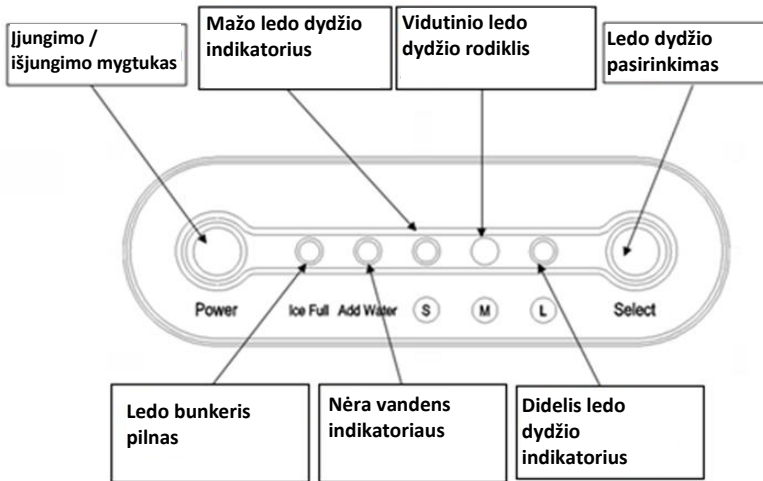 Įjungimo /
išjungimo mygtukas
Mažo ledo dydžio
indikatorius
Vidutinio ledo
dydžio rodiklis
Ledo dydžio
pasirinkimas
Power
Ice Full
Add Water
S
M
L
Select
Ledo bunkeris
pilnas
Nėra vandens
indikatoriaus
Didelis ledo
dydžio
indikatorius